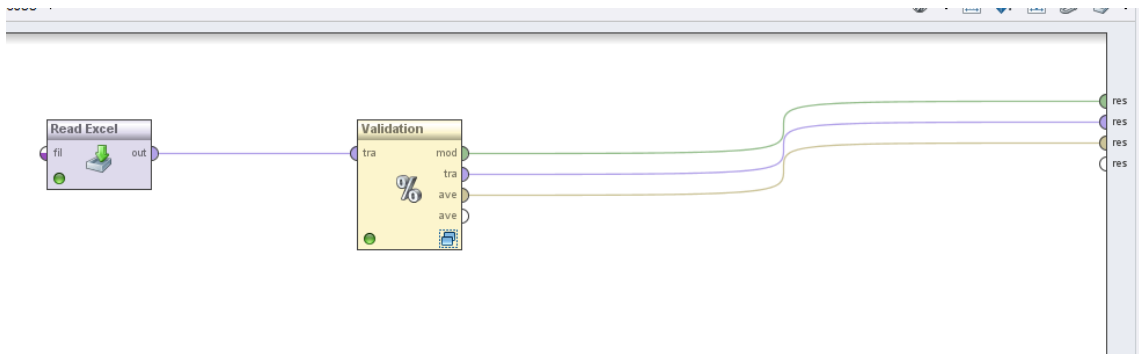 Read Excel
fil
out
Validation
tra
mod
tra
%
ave
ave
res
res
res
res